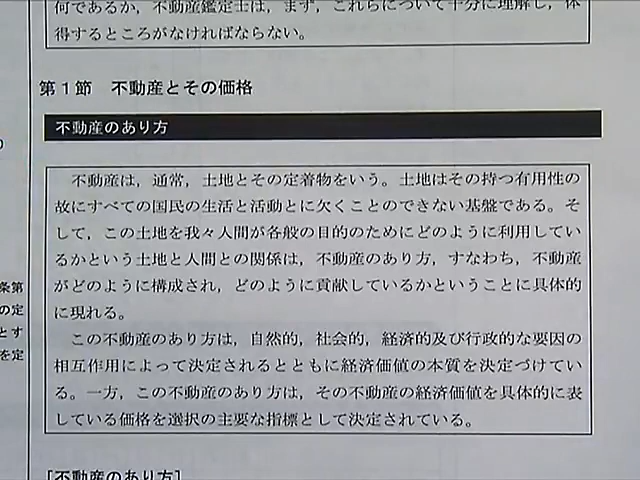 何であるか，不動産鑑定士は，まず，これらについて十分に理解し，体
得するところがなければならない。
第１節　不動産とその価格
不動産のあり方
不動産は，通常，土地とその定着物をいう。土地はその持つ有用性の
故にすべての国民の生活と活動とに欠くことのできない基盤である。そ
して，この土地を我々人間が各般の目的のためにどのように利用してい
るかという土地と人間との関係は，不動産のあり方，すなわち，不動産
がどのように構成され，どのように貢献しているかということに具体的
に現れる。
この不動産のあり方は，自然的，社会的，経済的及び行政的な要因の
相互作用によって決定されるとともに経済価値の本質を決定づけてい
る。一方，この不動産のあり方は，その不動産の経済価値を具体的に表
している価格を選択の主要な指標として決定されている。
条第
の定
とす
を定
［不動産のあり方］